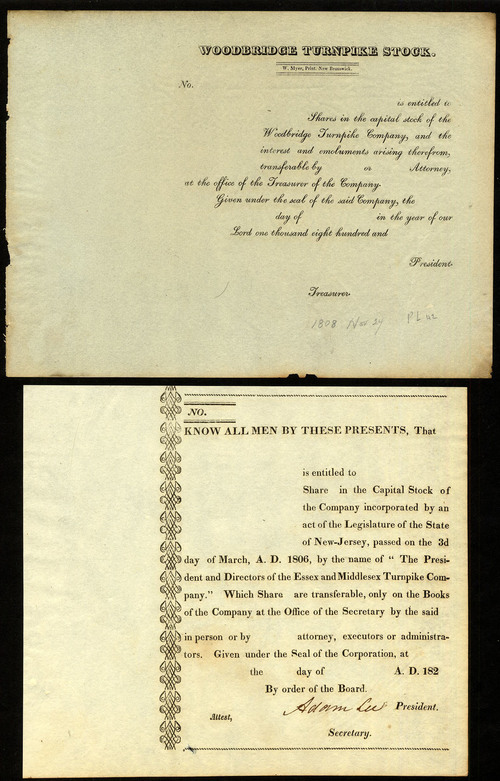 WOODBRIDGE TURNPIKE STOCK.
W. Myer, Print. New-Brunswick.
No.
is entitled to
Shares in the capital stock of the
Woodbridge Turnpike Company, and the
interest and emoluments arising therefrom,
transferable by or Attorney,
at the office of the Treasurer of the Company.
Given under the seal of the said Company, the
day of in the year of our
Lord one thousand eight hundred and
President.
Treasurer.
1808 Nov 24
NO.
KNOW ALL MEN BY THESE PRESENTS, That
is entitled to
Share in the Capital Stock of
the Company incorporated by an
act of the Legislature of the State
of New-Jersey, passed on the 3d
day of March, A. D. 1806, by the name of " The Presi-
dent and Directors of the Essex and Middlesex Turnpike Com-
pany." Which Share are transferable, only on the Books
of the Company at the Office of the Secretary by the said
in person or by attorney, executors or administra-
tors. Given under the Seal of the Corporation, at
the day of A. D. 182
By order of the Board.
Adam Lee President.
Attest,
Secretary.